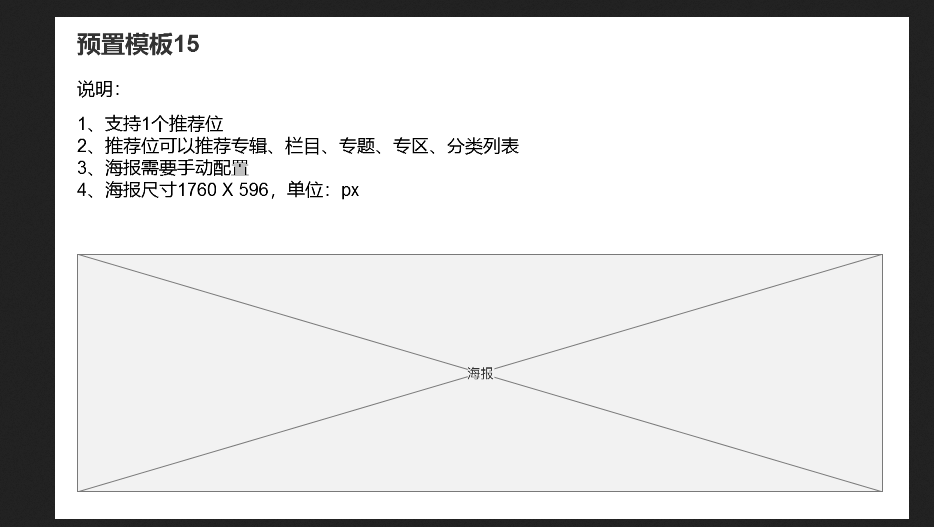 预置模板15
说明：
1、支持1个推荐位
2、推荐位可以推荐专辑、栏目、专题、专区、分类列表
3、海报需要手动配置
4、海报尺寸1760 X 596，单位：px
海报